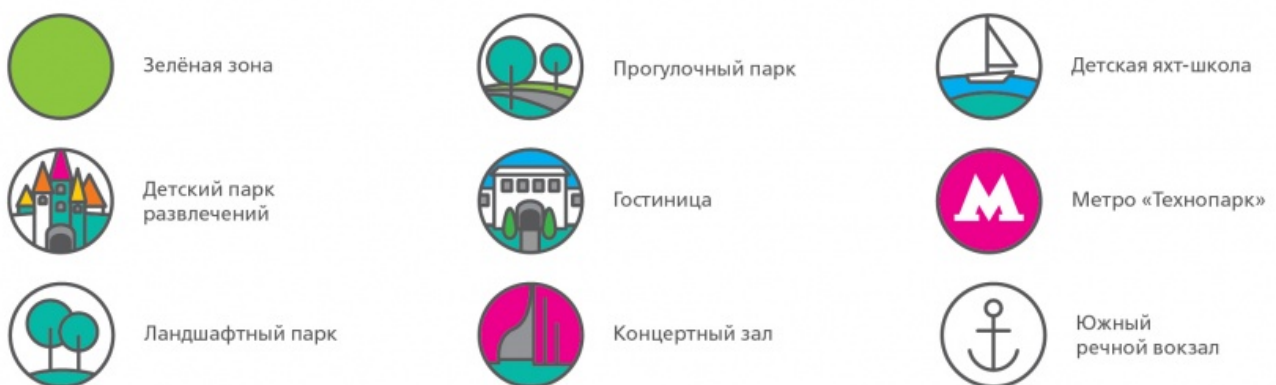 Зелёная зона
Прогулочный парк
Детская яхт-школа
Детский парк
развлечений
Гостиница
М
Метро «Технопарк»
Ландшафтный парк
Концертный зал
Южный
речной вокзал